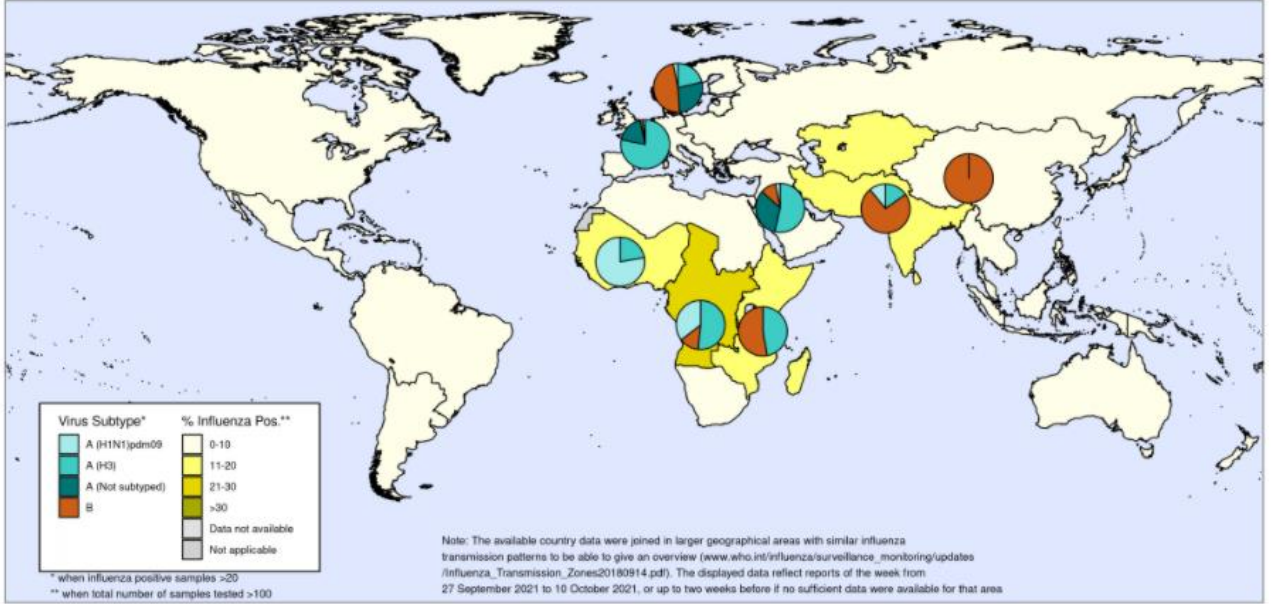 Virus Subtype*
A (H1N1)pdm09
A (H3)
A (Not subtyped)
B
% Influenza Pos.**
0-10
11-20
21-30
>30
Data not available
Not applicable
* when influenza positive samples >20
** when total number of samples tested >100
Note: The available country data were joined in larger geographical areas with similar influenza
transmission patterns to be able to give an overview (www.who.int/influenza/surveillance_monitoring/updates
/Influenza_Transmission_Zones20180914.pdf). The displayed data reflect reports of the week from
27 September 2021 to 10 October 2021, or up to two weeks before if no sufficient data were available for that area